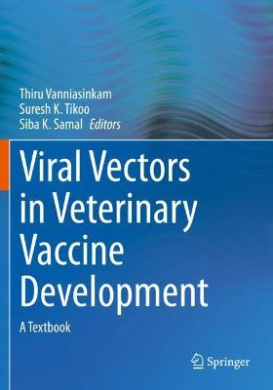 Thiru Vanniasinkam
Suresh K. Tikoo
Siba K. Samal Editors
Viral Vectors
in Veterinary
Vaccine
Development
A Textbook
Springer